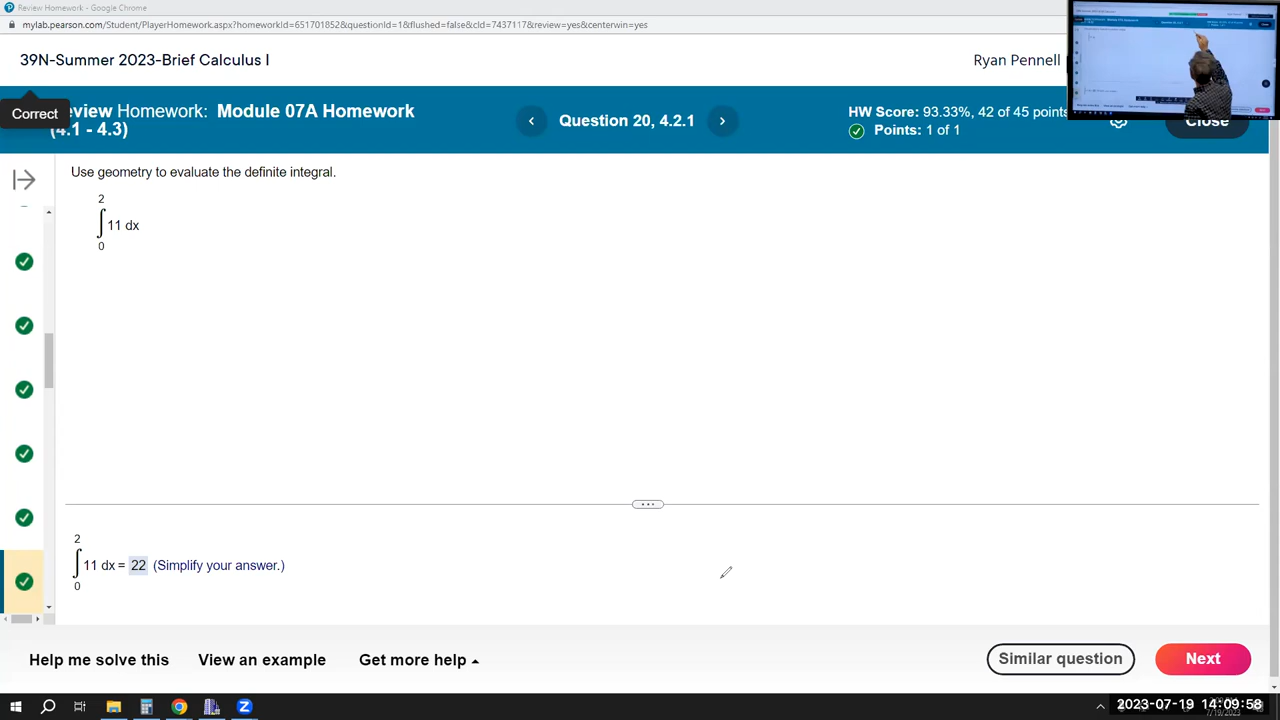 Review Homework - Google Chrome
mylab.pearson.com/Student/PlayerHomework.aspx?homeworkId=651701852&questionId=
flushed=false&cId=7437117&back=
yes&centerwin=yes
39N-Summer 2023-Brief Calculus I
Ryan Pennell
Correct
eview Homework: Module 07A Homework
(4.1 - 4.3)
Question 20, 4.2.1
HW Score: 93.33%, 42 of 45 points
Points: 1 of 1
Close
Use geometry to evaluate the definite integral.
2
∫ 11 dx
0
2
∫ 11 dx = 22 (Simplify your answer.)
0
Help me solve this
View an example
Get more help
Similar question
Next
2023-07-19 14:09:58